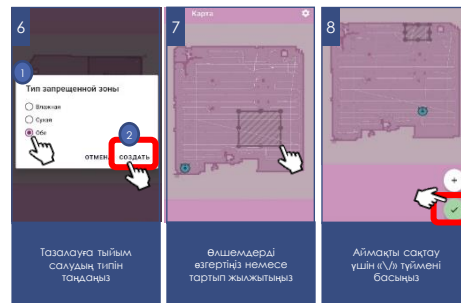 6
1
Тип запрещенной зоны
Влажная
Сухая
Обе
2
ОТМЕН
СОЗДАТЬ
Тазалауға тыйым
салудың типін
таңдаңыз
7
Карта
Өлшемдерді
өзгертіңіз немесе
тартып жылжытыңыз
8
+
Аймақты сақтау
үшін «\/» түймені
басыңыз